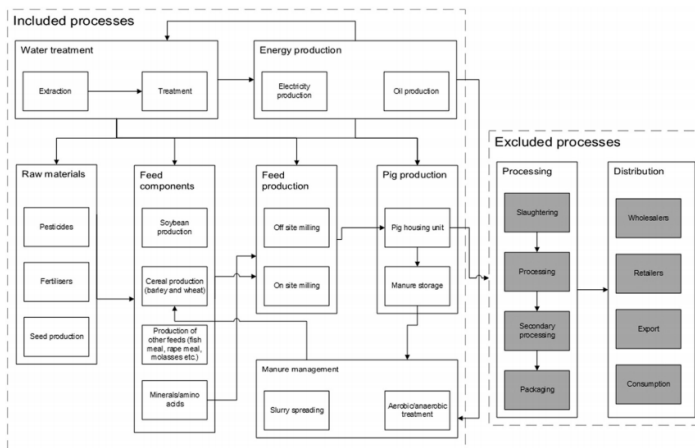 Included processes
Water treatment
Extraction
Treatment
Energy production
Electricity
production
Oil production
Raw materials
Pesticides
Fertilisers
Seed production
Feed
components
Soybean
production
Cereal production
(barley and wheat)
Production of
other feeds (fish
meal, rape meal,
molasses etc.)
Minerals/amino
acids
Feed
production
Off site milling
On site milling
Pig production
Pig housing unit
Manure storage
Manure management
Slurry spreading
Aerobic/anaerobic
treatment
Excluded processes
Processing
Slaughtering
Processing
Secondary
processing
Packaging
Distribution
Wholesalers
Retailers
Export
Consumption